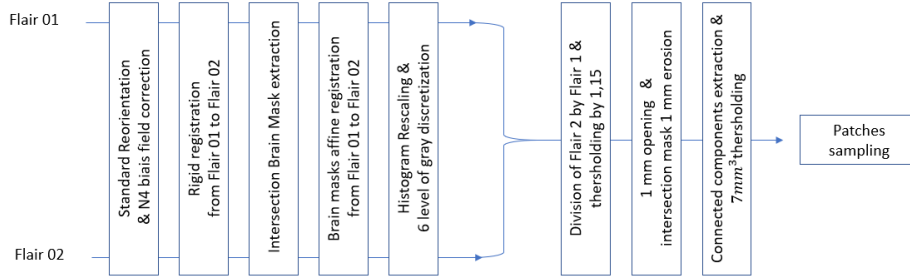 Flair 01
Flair 02
Standard Reorientation
& N4 biais field correction
Rigid registration
from Flair 01 to Flair 02
Intersection Brain Mask extraction
Brain masks affine registration
from Flair 01 to Flair 02
Histogram Rescaling &
6 level of gray discretization
Division of Flair 2 by Flair 1 &
thersholding by 1,15
1 mm opening &
intersection mask 1 mm erosion
Connected components extraction &
7mm³ thersholding
Patches
sampling